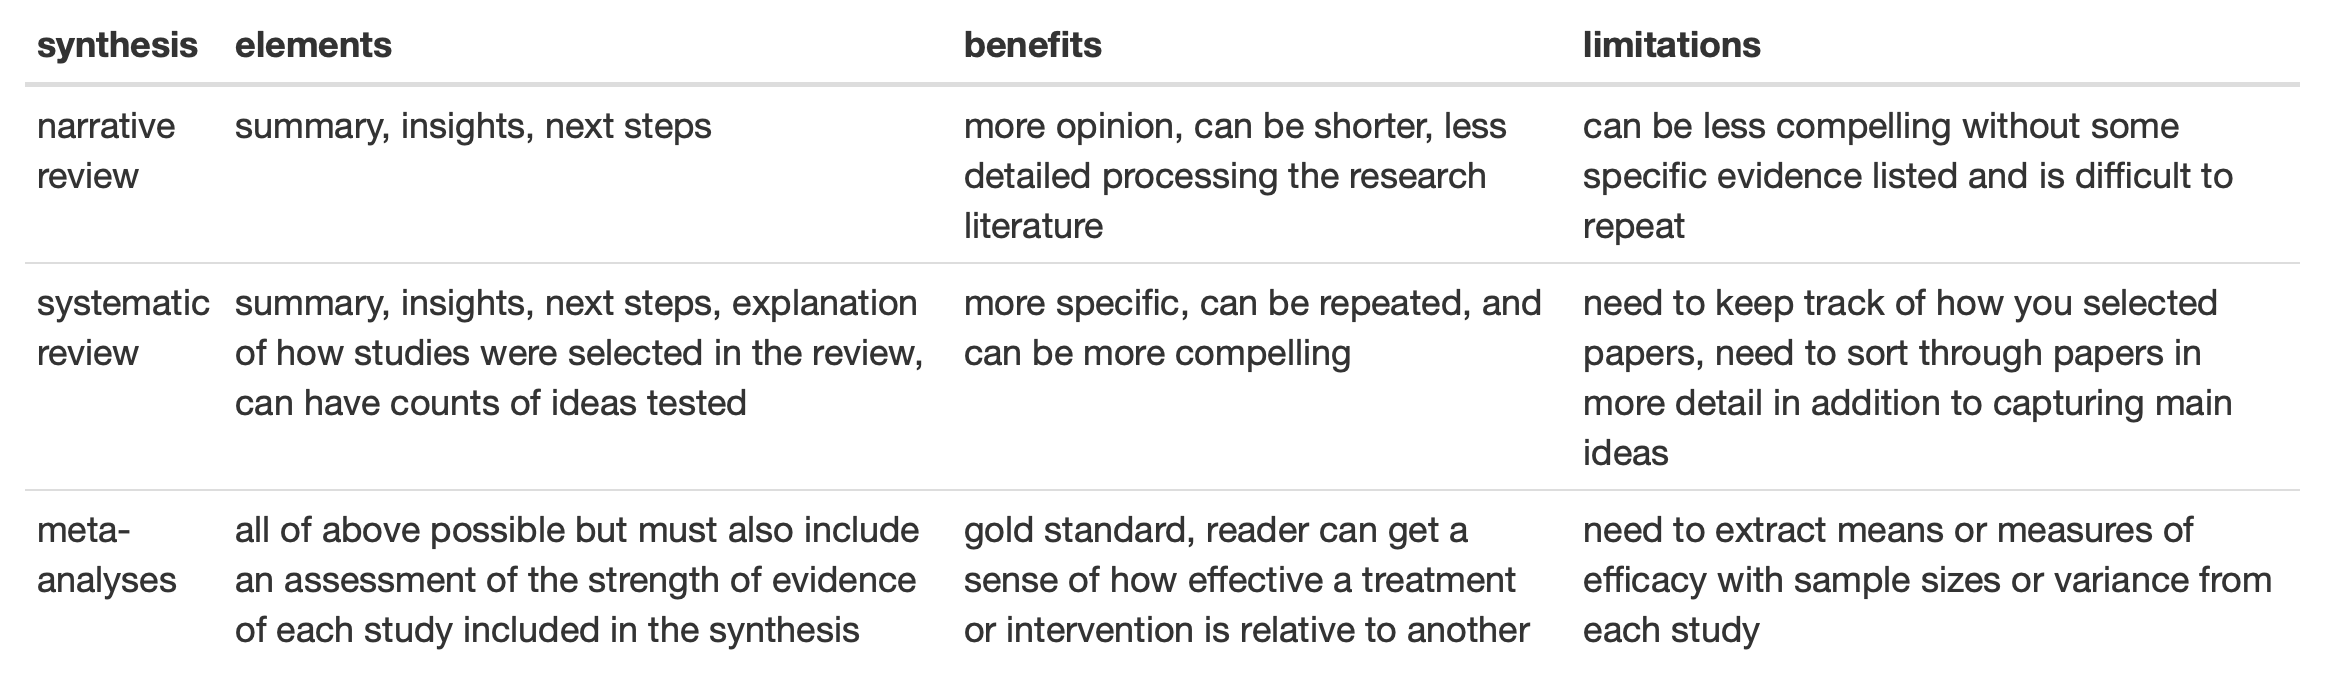 synthesis elements benefits limitations
narrative review
summary, insights, next steps
more opinion, can be shorter, less
detailed processing the research
literature
can be less compelling without some
specific evidence listed and is difficult to
repeat
systematic
review
summary, insights, next steps, explanation
of how studies were selected in the review,
can have counts of ideas tested
more specific, can be repeated, and
can be more compelling
need to keep track of how you selected
papers, need to sort through papers in
more detail in addition to capturing main
ideas
meta-
analyses
all of above possible but must also include
an assessment of the strength of evidence
of each study included in the synthesis
gold standard, reader can get a
sense of how effective a treatment
or intervention is relative to another
need to extract means or measures of
efficacy with sample sizes or variance from
each study